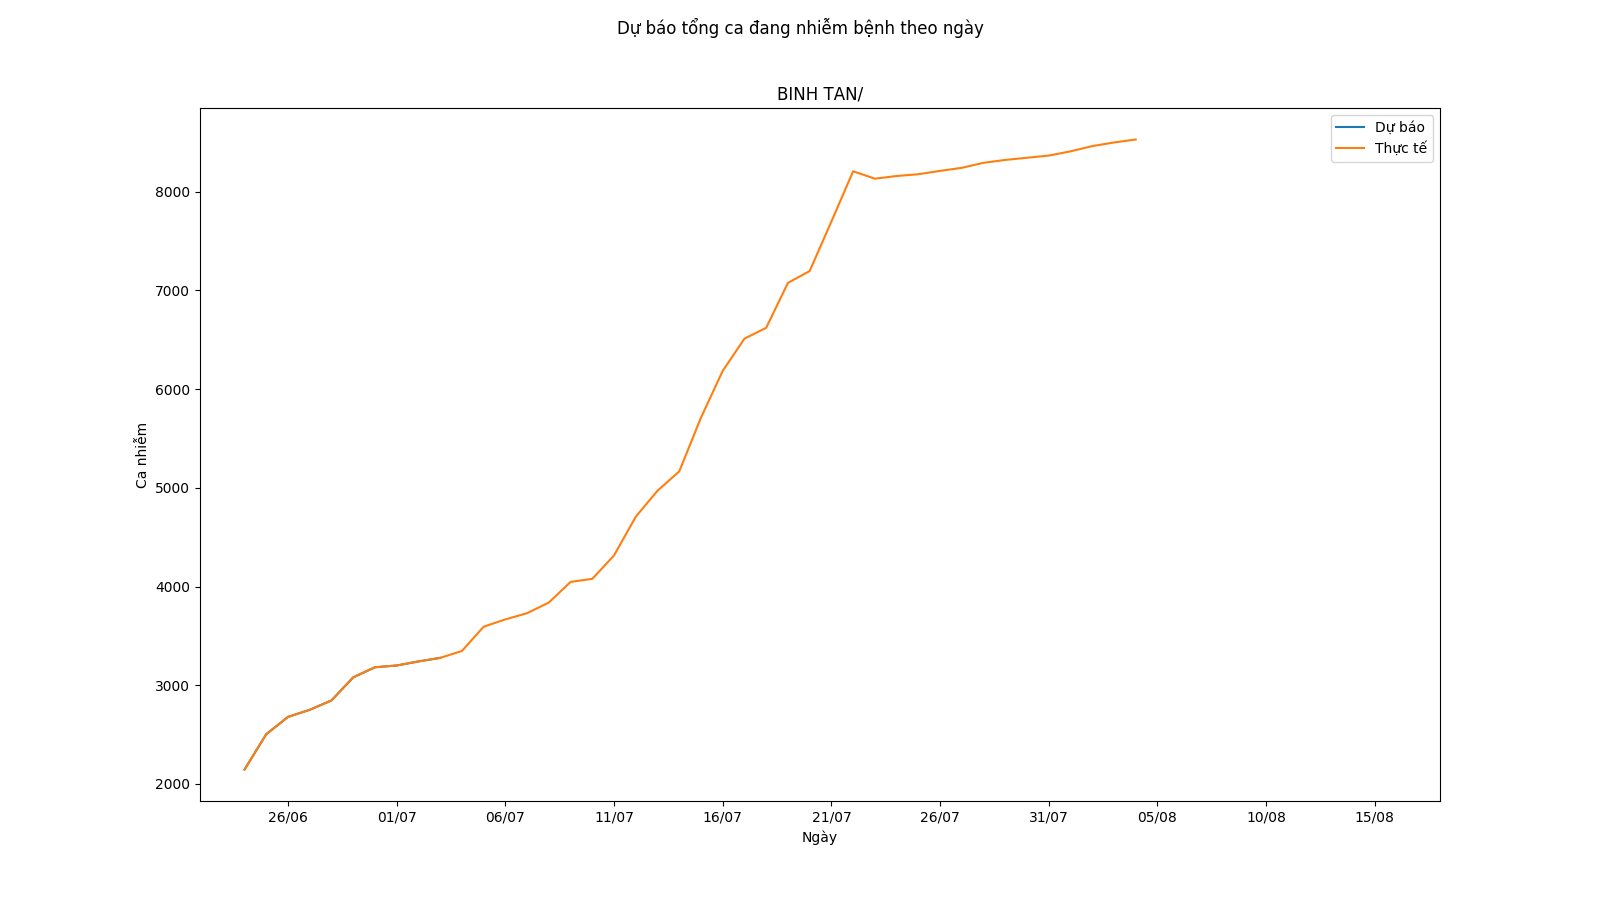 Dự báo tổng ca đang nhiễm bệnh theo ngày
BINH TAN/
Dự báo
Thực tế
8000
7000
6000
5000
4000
3000
2000
Ca nhiễm
26/06 01/07 06/07 11/07 16/07 21/07 26/07 31/07 05/08 10/08 15/08
Ngày